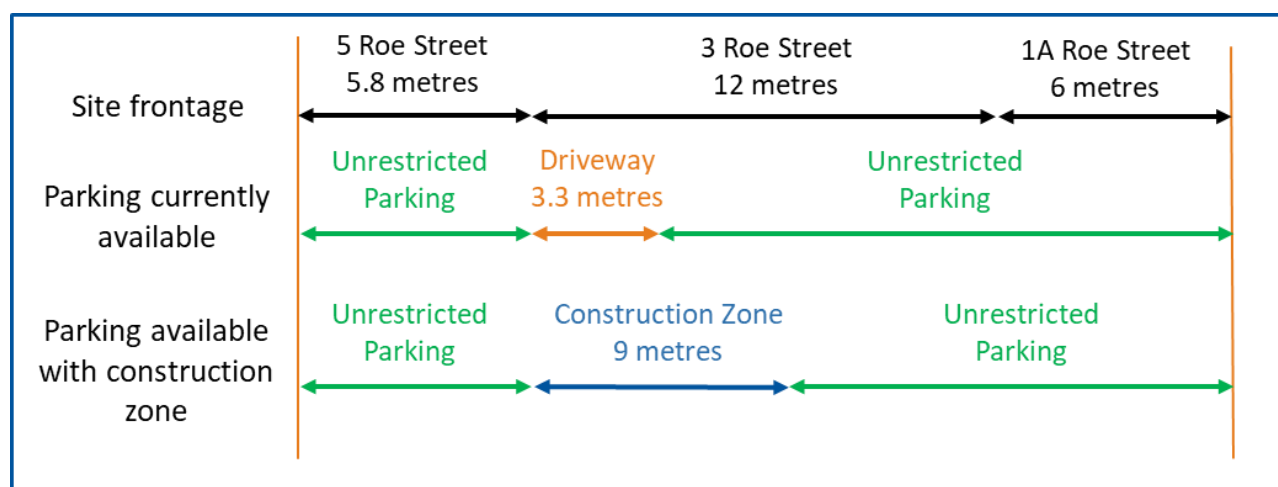 5 Roe Street
5.8 metres
3 Roe Street
12 metres
1A Roe Street
6 metres
Site frontage
Unrestricted
Parking
Driveway
3.3 metres
Unrestricted
Parking
Parking currently
available
Unrestricted
Parking
Construction Zone
9 metres
Unrestricted
Parking
Parking available
with construction
zone